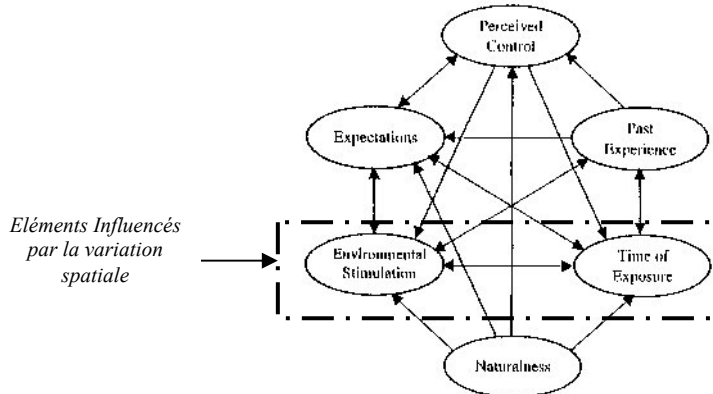 Perceived
Control
Expectations
Past
Experience
Eléments Influencés
par la variation
spatiale
Environmental
Stimulation
Time of
Exposure
Naturalness